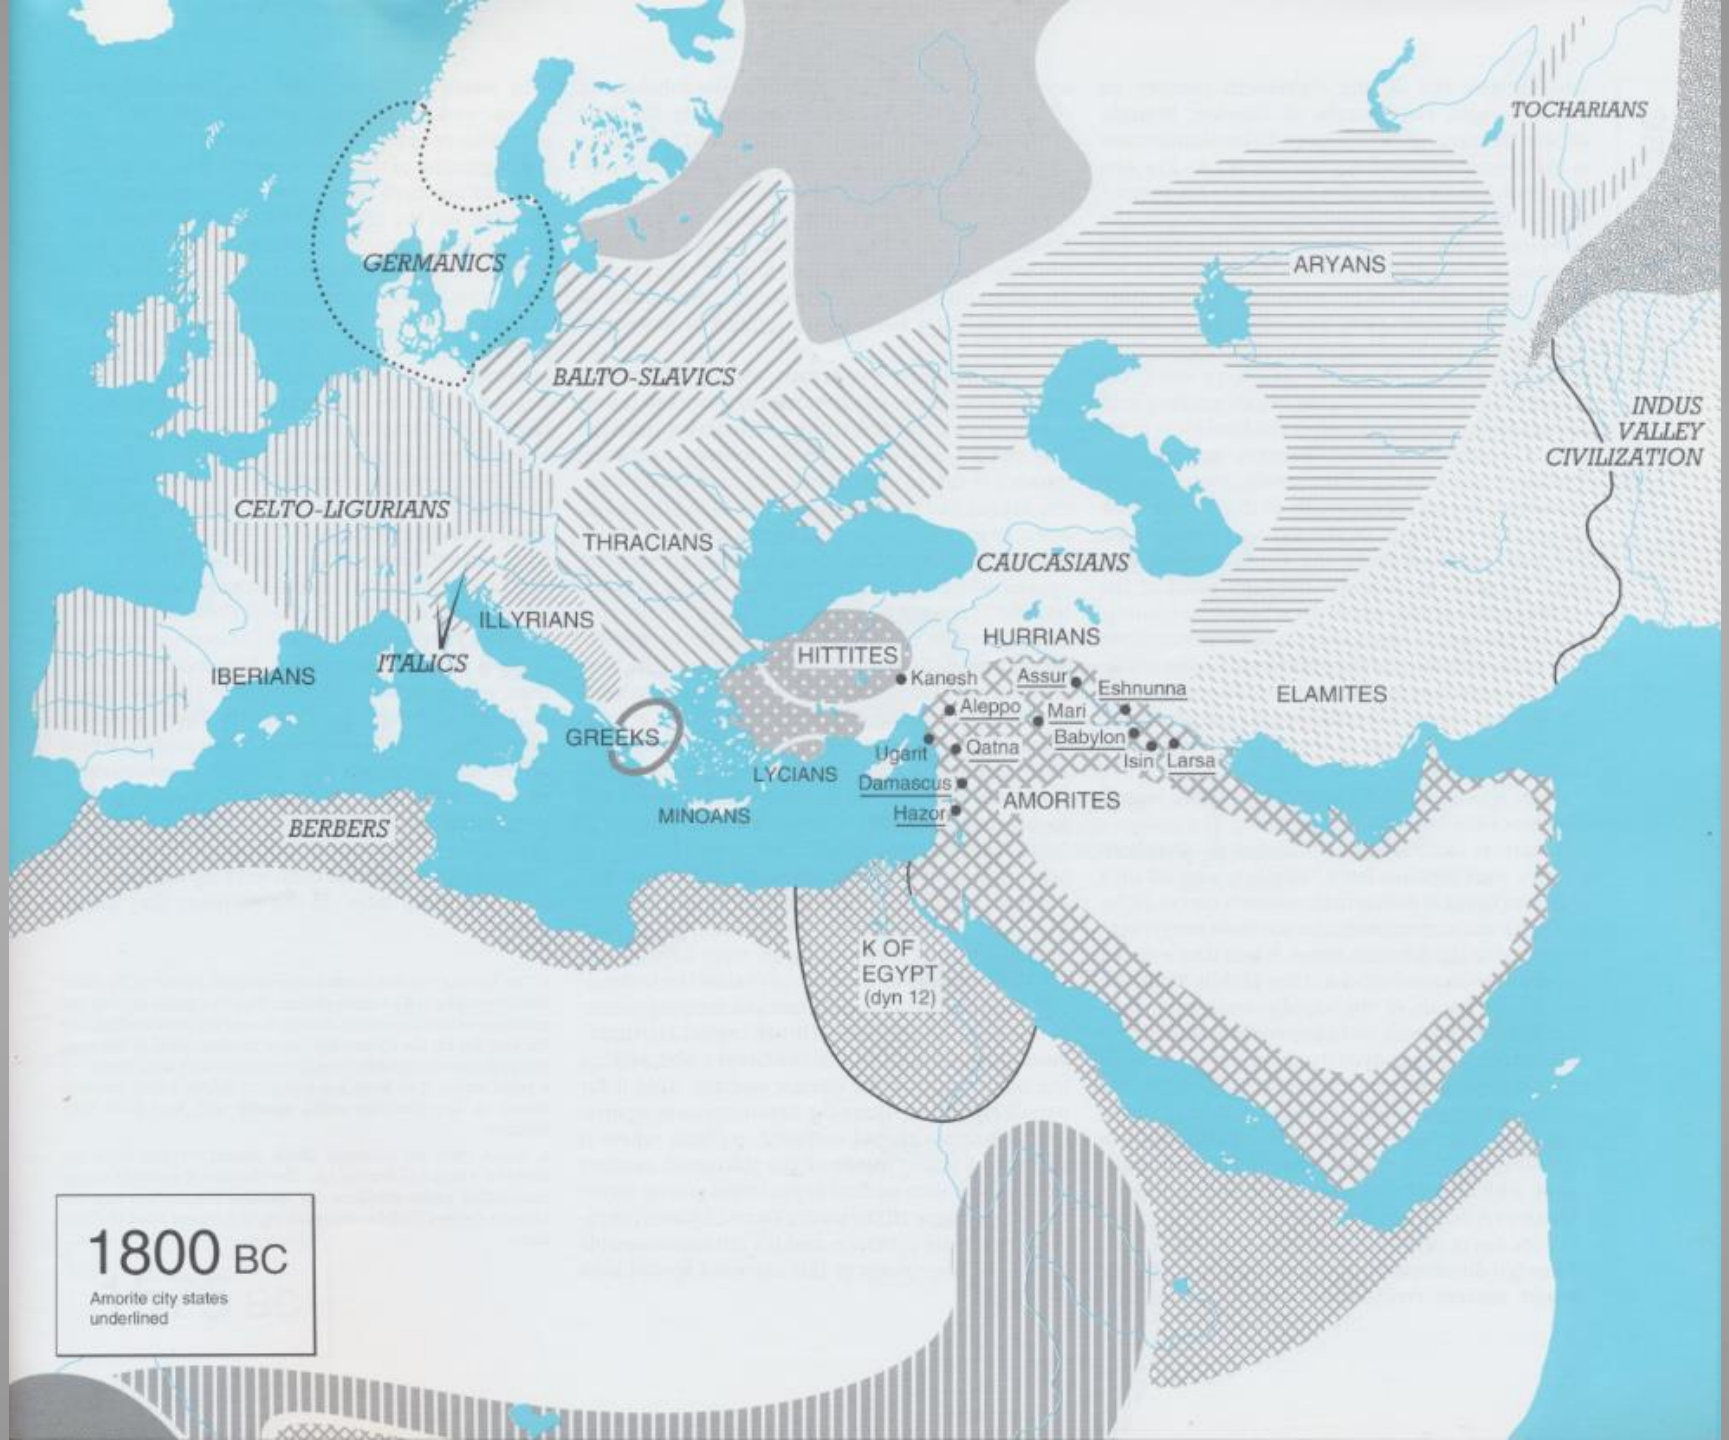 TOCHARIANS
GERMANICS
ARYANS
BALTO-SLAVICS
INDUS
VALLEY
CIVILIZATION
CELTO-LIGURIANS
THRACIANS
CAUCASIANS
ILLYRIANS
HURRIANS
HITTITES
ITALICS
IBERIANS
Kanesh
Assur
Eshnunna
ELAMITES
Aleppo
Mari
GREEKS
Babylon
Ugarit
Qatna
Isin
Larsa
LYCIANS
Damascus
AMORITES
MINOANS
Hazor
BERBERS
K OF
EGYPT
(dyn 12)
1800 BC
Amorite city states
underlined